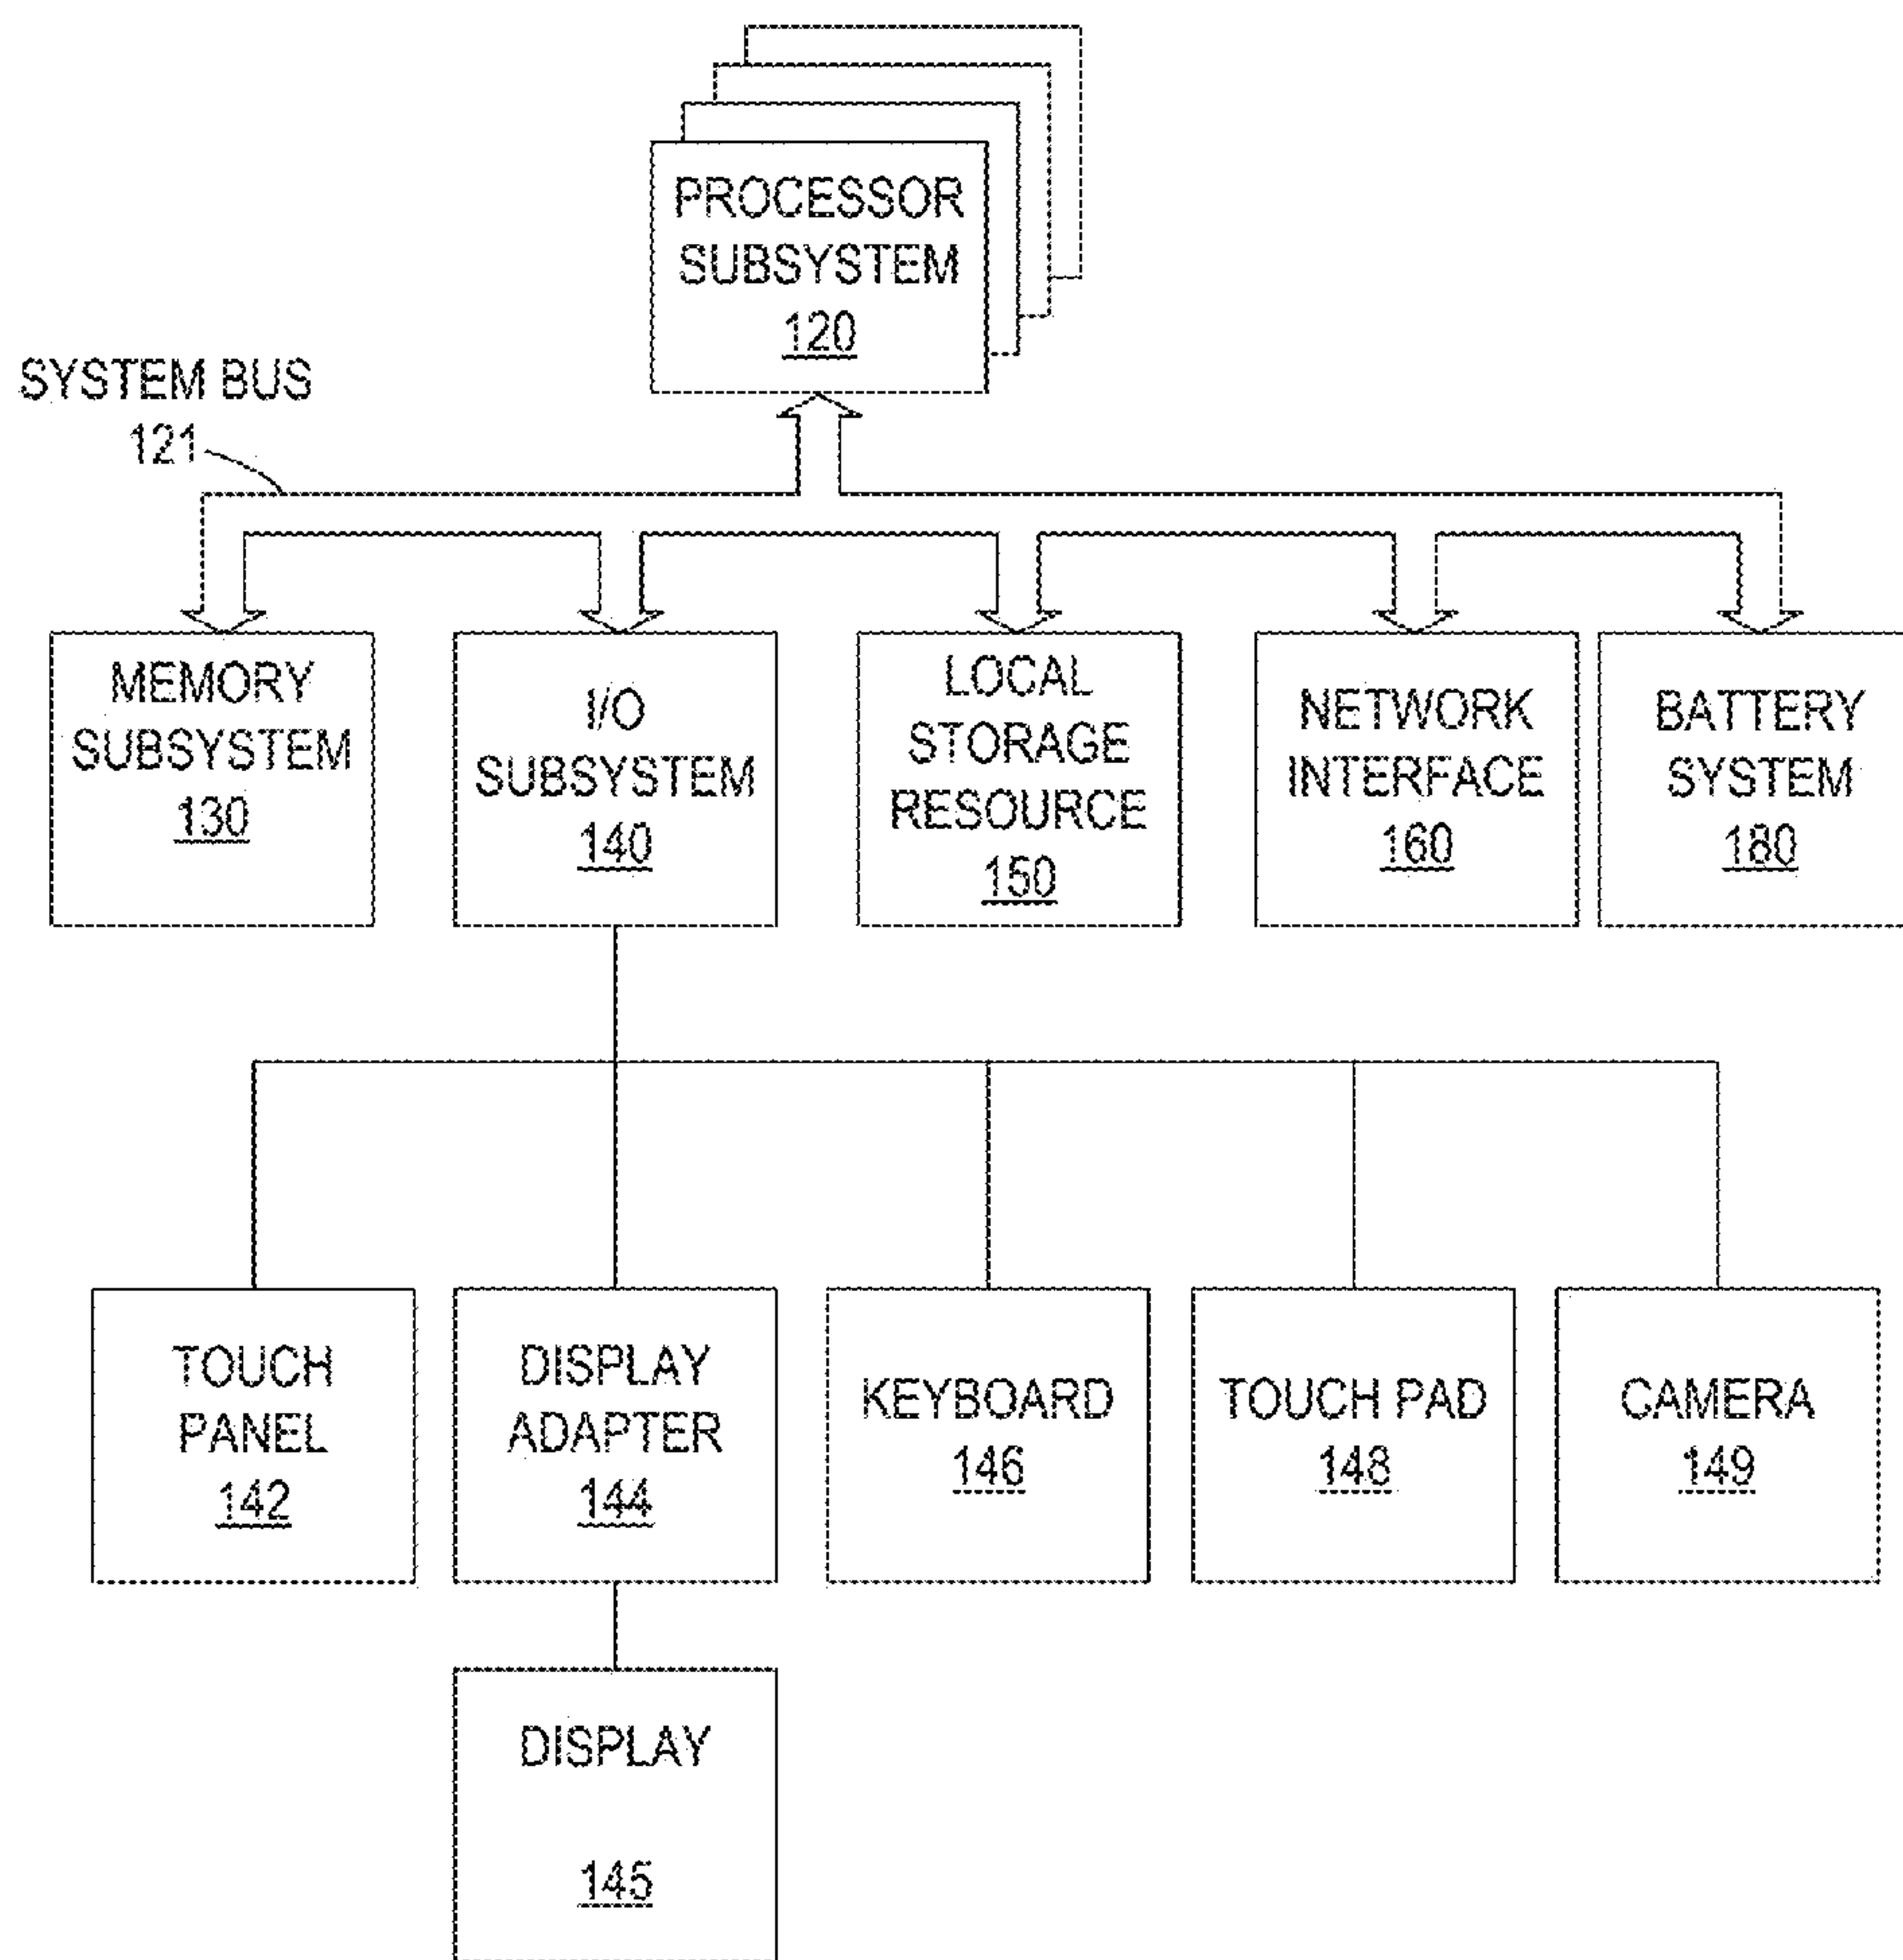 PROCESSOR
SUBSYSTEM
120
SYSTEM BUS
121
MEMORY
SUBSYSTEM
130
I/O
SUBSYSTEM
140
LOCAL
STORAGE
RESOURCE
150
NETWORK
INTERFACE
160
BATTERY
SYSTEM
180
TOUCH
PANEL
142
DISPLAY
ADAPTER
144
KEYBOARD
146
TOUCH PAD
148
CAMERA
149
DISPLAY
145